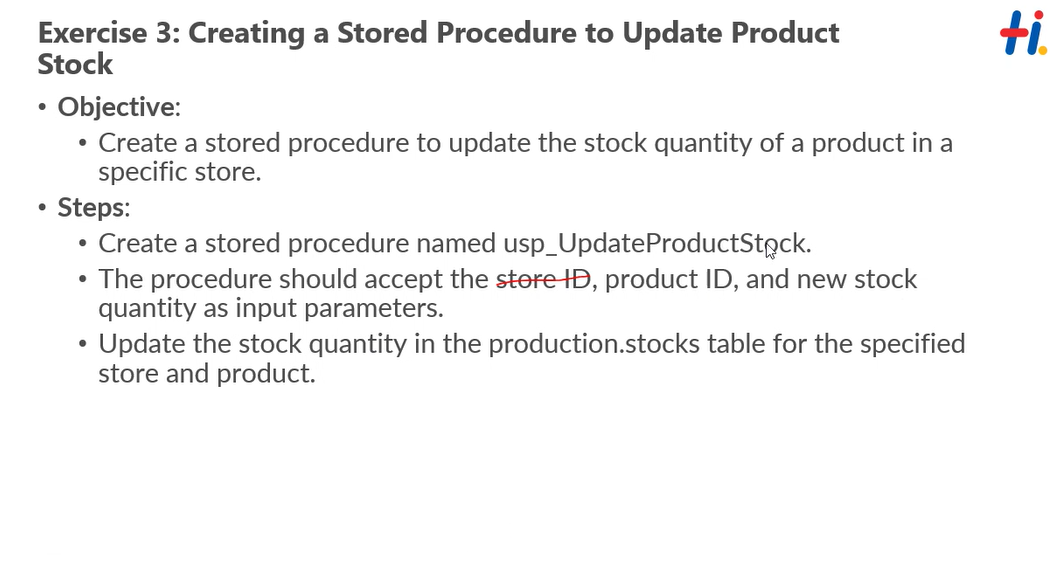 Exercise 3: Creating a Stored Procedure to Update Product
Stock
Hi.
• Objective:
• Create a stored procedure to update the stock quantity of a product in a
specific store.
• Steps:
• Create a stored procedure named usp_UpdateProductStock.
• The procedure should accept the store ID, product ID, and new stock
quantity as input parameters.
• Update the stock quantity in the production.stocks table for the specified
store and product.